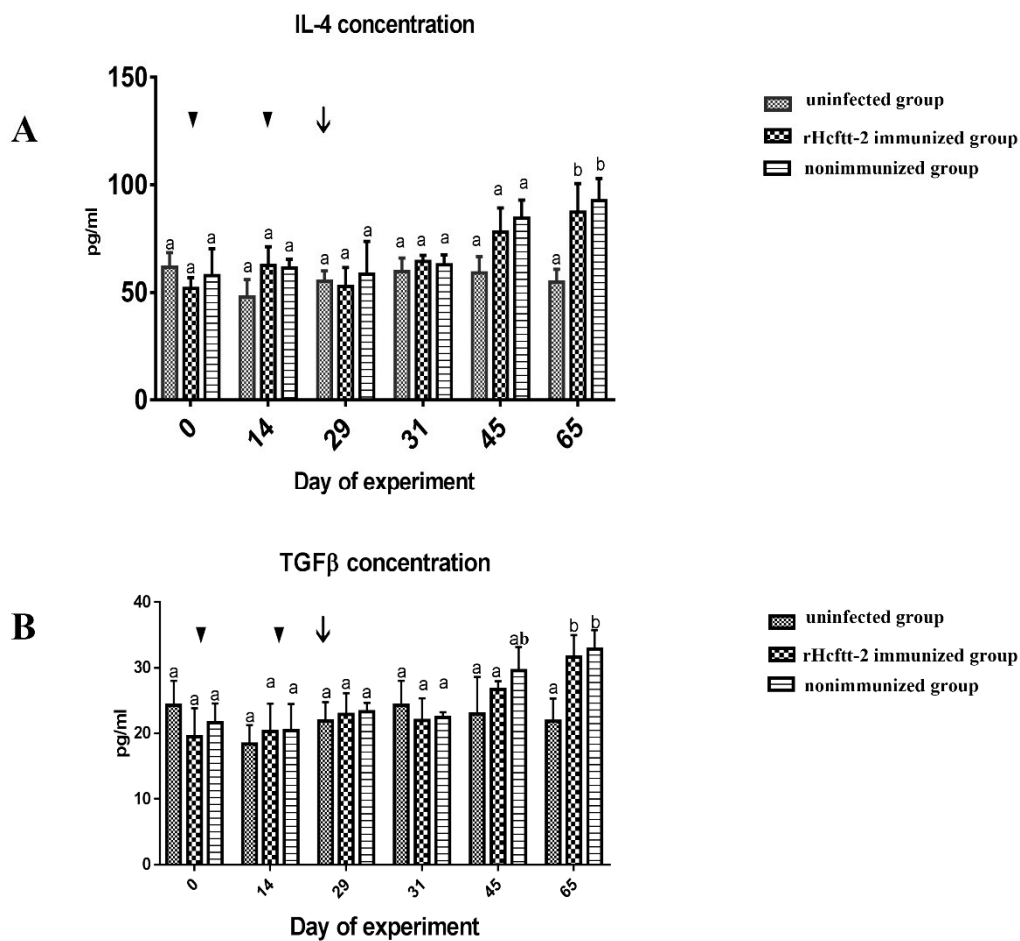 IL-4 concentration
A
150
100
50
0
pg/ml
a a a a a a a a a a a a a a a a b b
0 14 29 31 45 65
Day of experiment
uninfected group
rHcftt-2 immunized group
nonimmunized group
TGFβ concentration
B
40
30
20
10
0
pg/ml
a a a a a a a a a a a a a a ab a b b
0 14 29 31 45 65
Day of experiment
uninfected group
rHcftt-2 immunized group
nonimmunized group